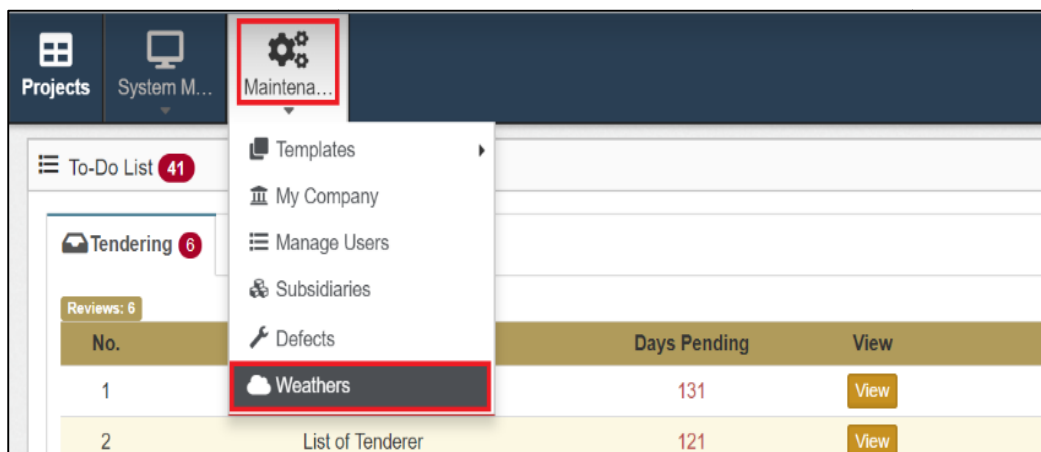 Projects
System M...
Maintena...
To-Do List 41
Templates
My Company
Tendering 6
Manage Users
Subsidiaries
Reviews: 6
Defects
No.
Days Pending
View
Weathers
1
131
View
2
List of Tenderer
121
View